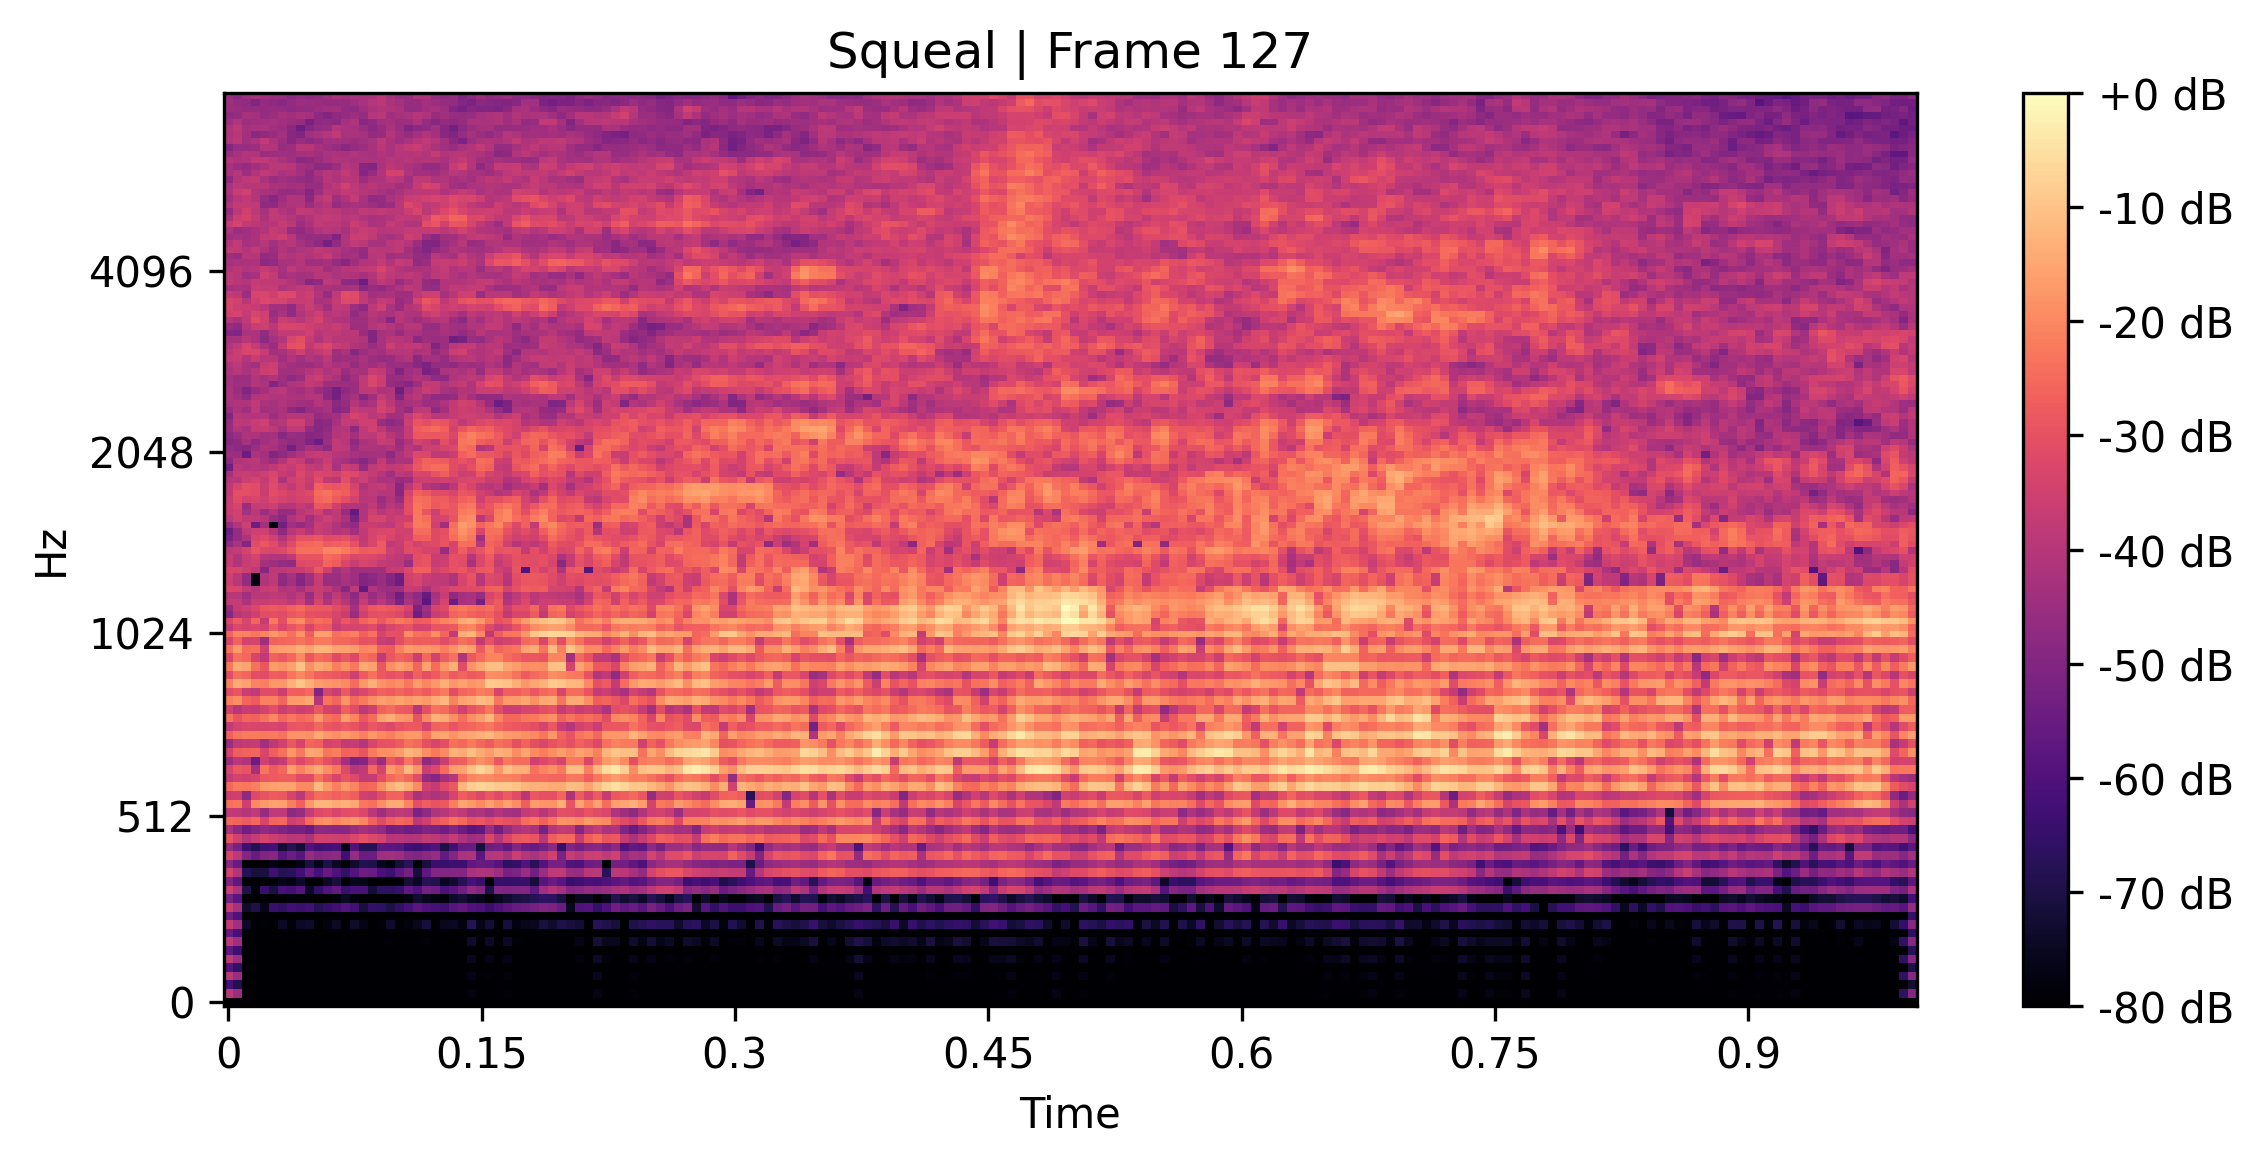 Squeal | Frame 127
+0 dB
-10 dB
-20 dB
-30 dB
-40 dB
-50 dB
-60 dB
-70 dB
-80 dB
Hz
4096
2048
1024
512
0
0 0.15 0.3 0.45 0.6 0.75 0.9
Time